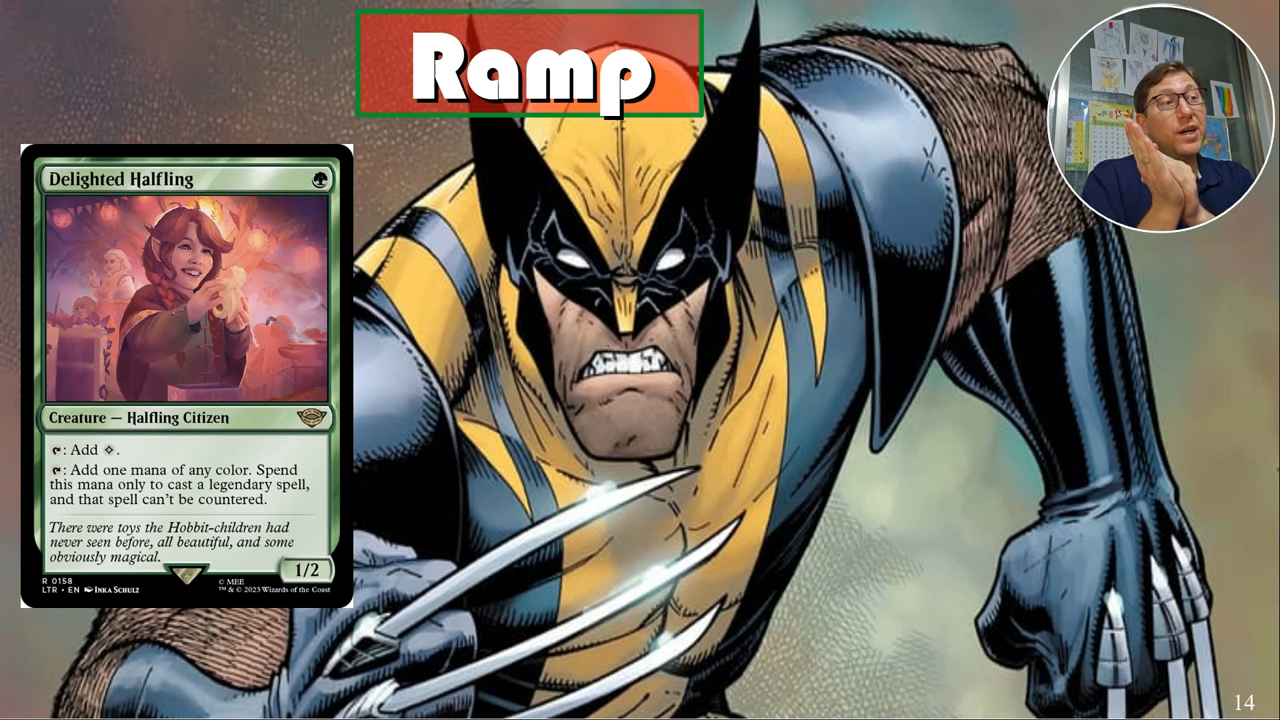 Ramp
Delighted Halfling
Creature — Halfling Citizen
: Add .
: Add one mana of any color. Spend
this mana only to cast a legendary spell,
and that spell can't be countered.
There were toys the Hobbit-children had
never seen before, all beautiful, and some
obviously magical.
1/2
R 0158
LTR • EN Inka Schulz
© MEE
™ & © 2023 Wizards of the Coast
14